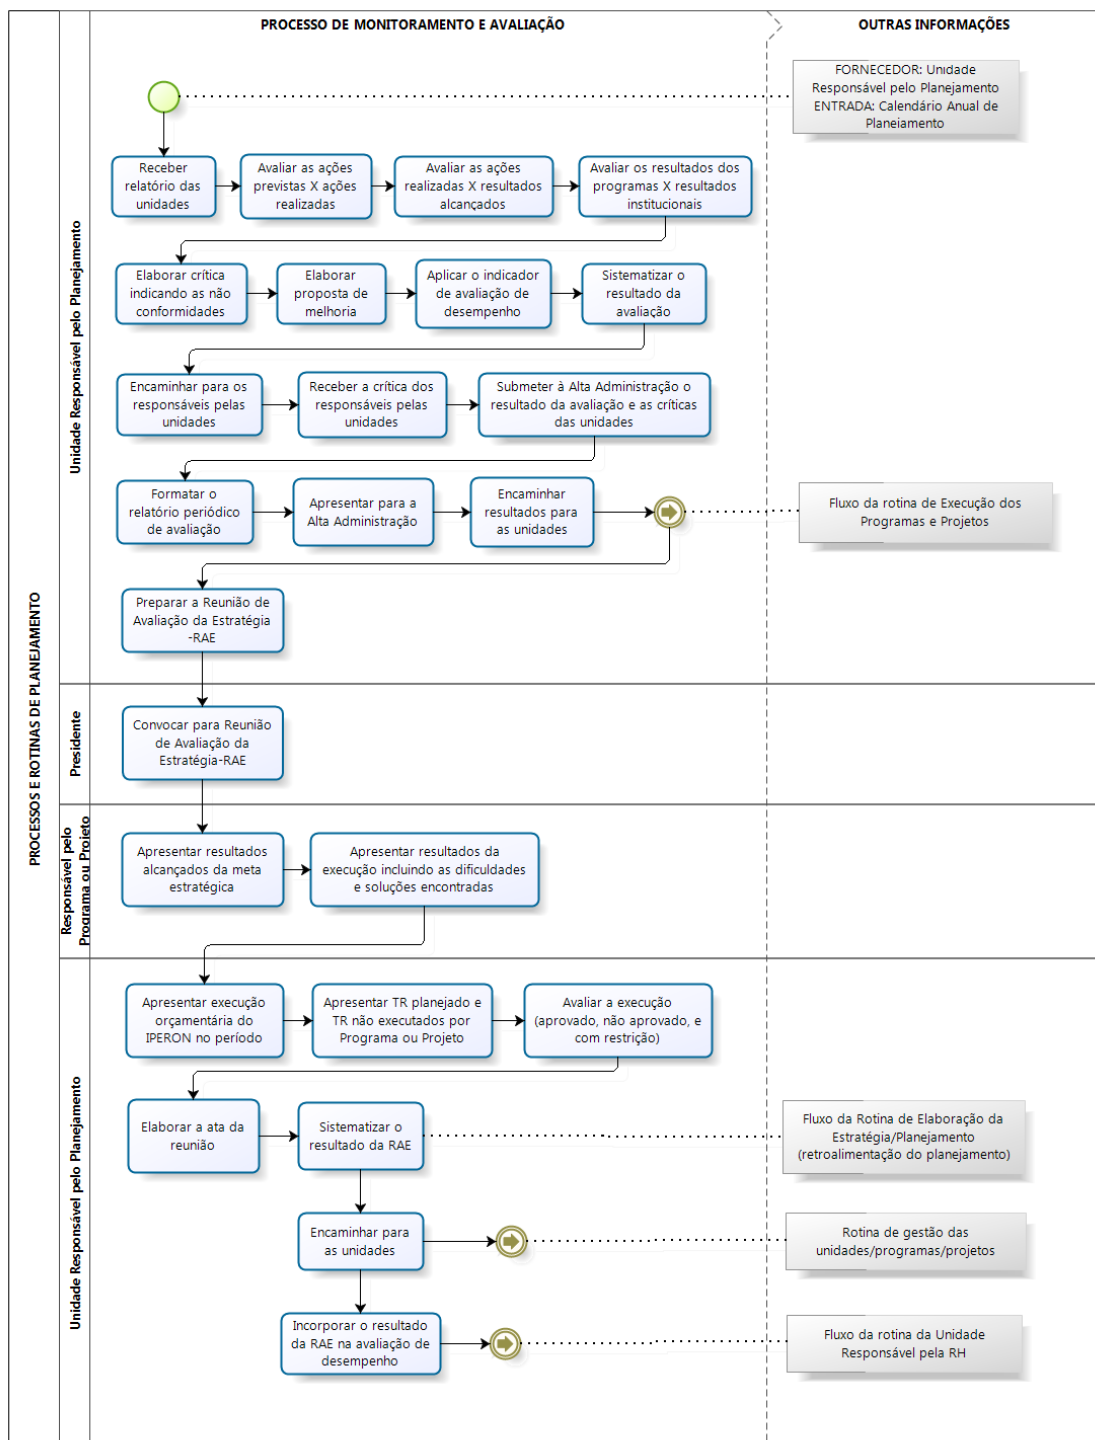 PROCESSO DE MONITORAMENTO E AVALIAÇÃO
OUTRAS INFORMAÇÕES
PROCESSOS E ROTINAS DE PLANEJAMENTO
Unidade Responsável pelo Planejamento
FORNECEDOR: Unidade
Responsável pelo Planejamento
ENTRADA: Calendário Anual de
Planeiamento
Receber
relatório das
unidades
Avaliar as ações
previstas X ações
realizadas
Avaliar as ações
realizadas X resultados
alcançados
Avaliar os resultados dos
programas X resultados
institucionais
Elaborar crítica
indicando as não
conformidades
Elaborar
proposta de
melhoria
Aplicar o indicador
de avaliação de
desempenho
Sistematizar o
resultado da
avaliação
Encaminhar para os
responsáveis pelas
unidades
Receber a crítica dos
responsáveis pelas
unidades
Submeter à Alta Administração o
resultado da avaliação e as críticas
das unidades
Formatar o
relatório periódico
de avaliação
Apresentar para a
Alta Administração
Encaminhar
resultados para
as unidades
Fluxo da rotina de Execução dos
Programas e Projetos
Preparar a Reunião de
Avaliação da Estratégia
-RAE
Presidente
Convocar para Reunião
de Avaliação da
Estratégia-RAE
Responsável pelo
Programa ou Projeto
Apresentar resultados
alcançados da meta
estratégica
Apresentar resultados da
execução incluindo as dificuldades
e soluções encontradas
Unidade Responsável pelo Planejamento
Apresentar execução
orçamentária do
IPERON no período
Apresentar TR planejado e
TR não executados por
Programa ou Projeto
Avaliar a execução
(aprovado, não aprovado, e
com restrição)
Elaborar a ata da
reunião
Sistematizar o
resultado da RAE
Fluxo da Rotina de Elaboração da
Estratégia/Planejamento
(retroalimentação do planejamento)
Encaminhar para
as unidades
Rotina de gestão das
unidades/programas/projetos
Incorporar o resultado
da RAE na avaliação de
desempenho
Fluxo da rotina da Unidade
Responsável pela RH